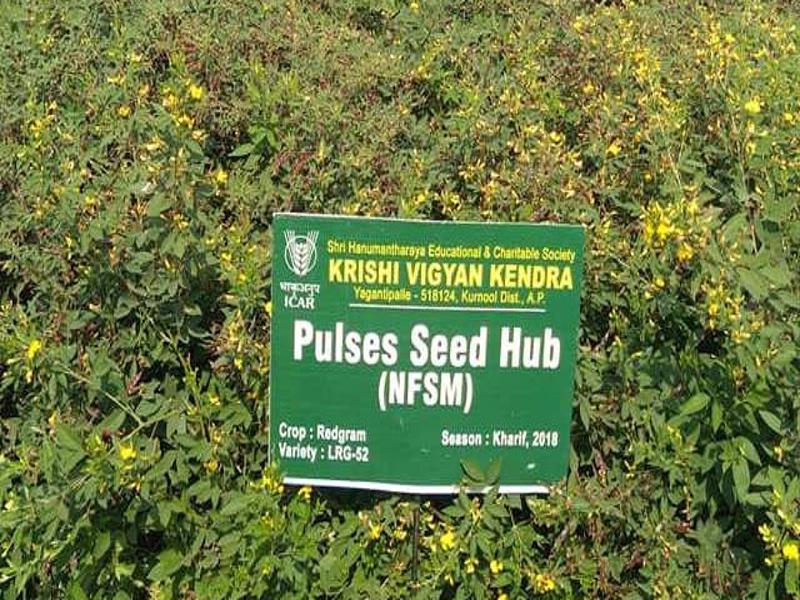 Shri Hanumantharaya Educational & Charitable Society
KRISHI VIGYAN KENDRA
Yagantipalle - 518124, Kurnool Dist., A.P.
भाकृअनुप
ICAR
Pulses Seed Hub
(NFSM)
Crop : Redgram
Season : Kharif, 2018
Variety : LRG-52